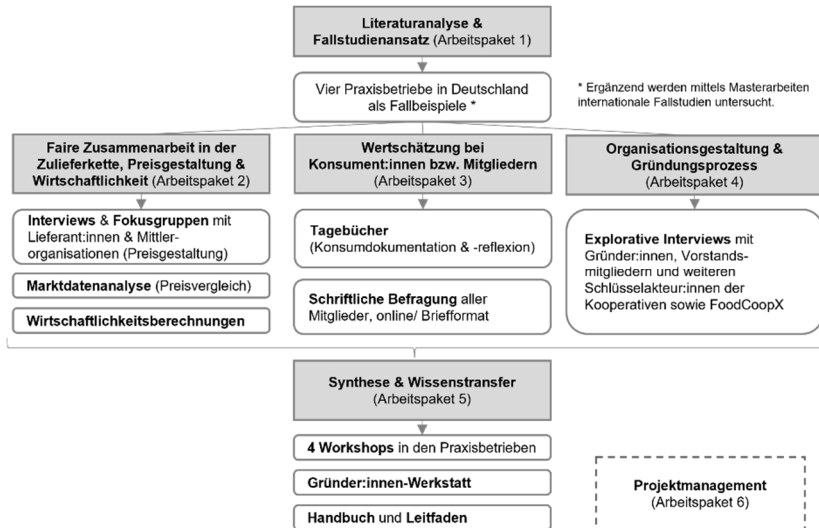 Literaturanalyse &
Fallstudienansatz (Arbeitspaket 1)
Vier Praxisbetriebe in Deutschland
als Fallbeispiele *
* Ergänzend werden mittels Masterarbeiten
internationale Fallstudien untersucht.
Faire Zusammenarbeit in der
Zulieferkette, Preisgestaltung &
Wirtschaftlichkeit (Arbeitspaket 2)
Interviews & Fokusgruppen mit
Lieferant:innen & Mittler-
organisationen (Preisgestaltung)
Marktdatenanalyse (Preisvergleich)
Wirtschaftlichkeitsberechnungen
Wertschätzung bei
Konsument:innen bzw. Mitgliedern
(Arbeitspaket 3)
Tagebücher
(Konsumdokumentation & -reflexion)
Schriftliche Befragung aller
Mitglieder, online/ Briefformat
Organisationsgestaltung &
Gründungsprozess
(Arbeitspaket 4)
Explorative Interviews mit
Gründer:innen, Vorstands-
mitgliedern und weiteren
Schlüsselakteur:innen der
Kooperativen sowie FoodCoopX
Synthese & Wissenstransfer
(Arbeitspaket 5)
4 Workshops in den Praxisbetrieben
Gründer:innen-Werkstatt
Handbuch und Leitfaden
Projektmanagement
(Arbeitspaket 6)